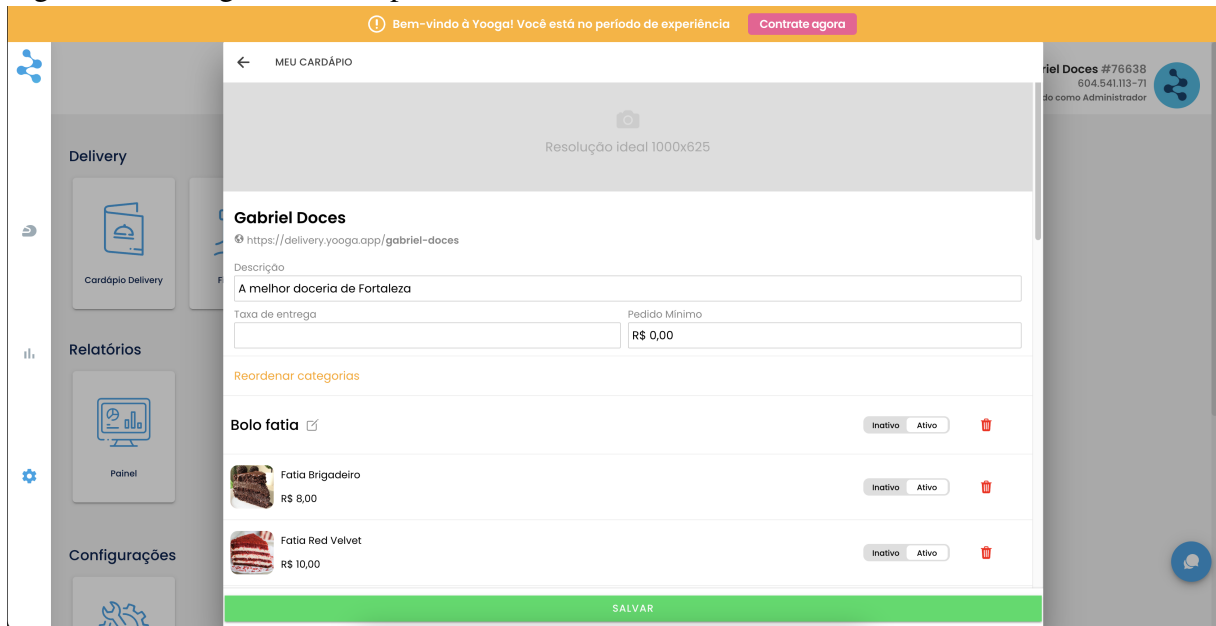 Bem-vindo à Yooga! Você está no período de experiência
Contrate agora
MEU CARDÁPIO
riel Doces #76638
604.541.113-71
do como Administrador
Resolução ideal 1000x625
Delivery
Cardápio Delivery
F
Gabriel Doces
https://delivery.yooga.app/gabriel-doces
Descrição
A melhor doceria de Fortaleza
Taxa de entrega
Pedido Mínimo
R$ 0,00
Relatórios
Painel
Reordenar categorias
Bolo fatia
Inativo Ativo
Fatia Brigadeiro
R$ 8,00
Inativo Ativo
Fatia Red Velvet
R$ 10,00
Inativo Ativo
Configurações
SALVAR